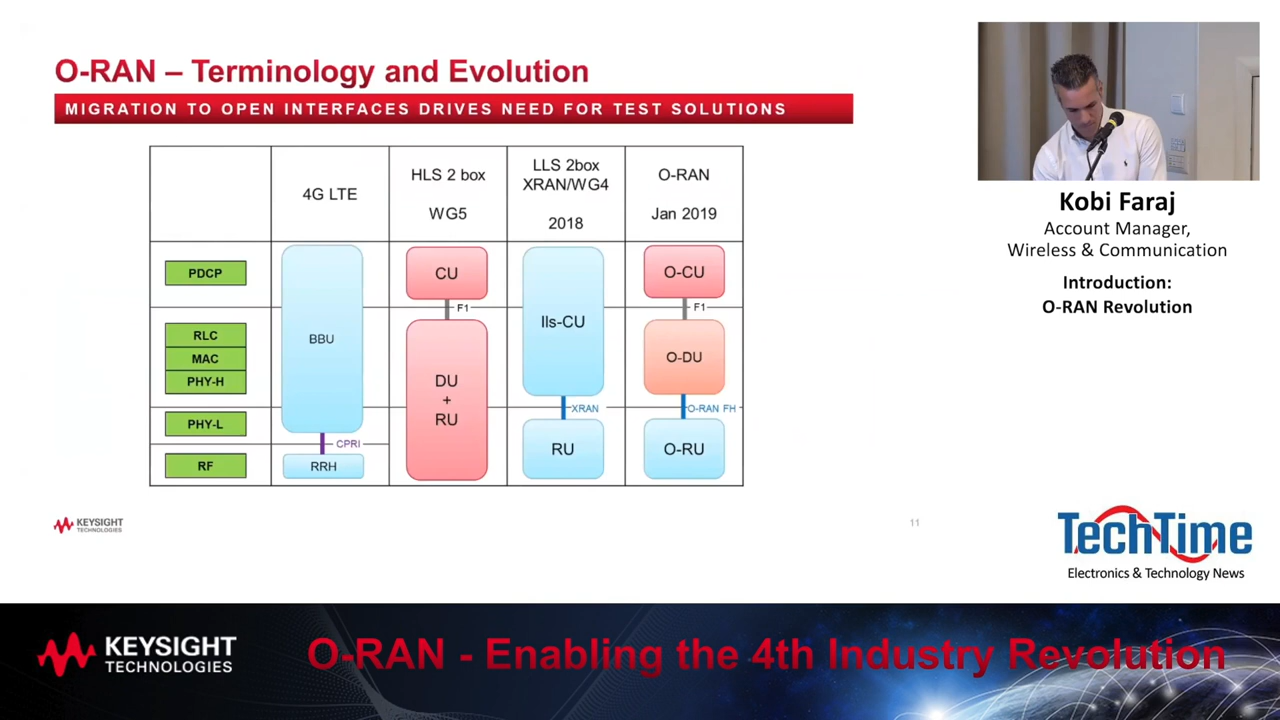 O-RAN – Terminology and Evolution
MIGRATION TO OPEN INTERFACES DRIVES NEED FOR TEST SOLUTIONS
4G LTE
HLS 2 box
WG5
LLS 2box
XRAN/WG4
2018
O-RAN
Jan 2019
PDCP
RLC
MAC
PHY-H
PHY-L
RF
BBU
CPRI
RRH
CU
F1
DU
+
RU
lls-CU
XRAN
RU
O-CU
F1
O-DU
O-RAN FH
O-RU
KEYSIGHT
TECHNOLOGIES
11
Kobi Faraj
Account Manager,
Wireless & Communication
Introduction:
O-RAN Revolution
TechTime
Electronics & Technology News
KEYSIGHT
TECHNOLOGIES
O-RAN - Enabling the 4th Industry Revolution